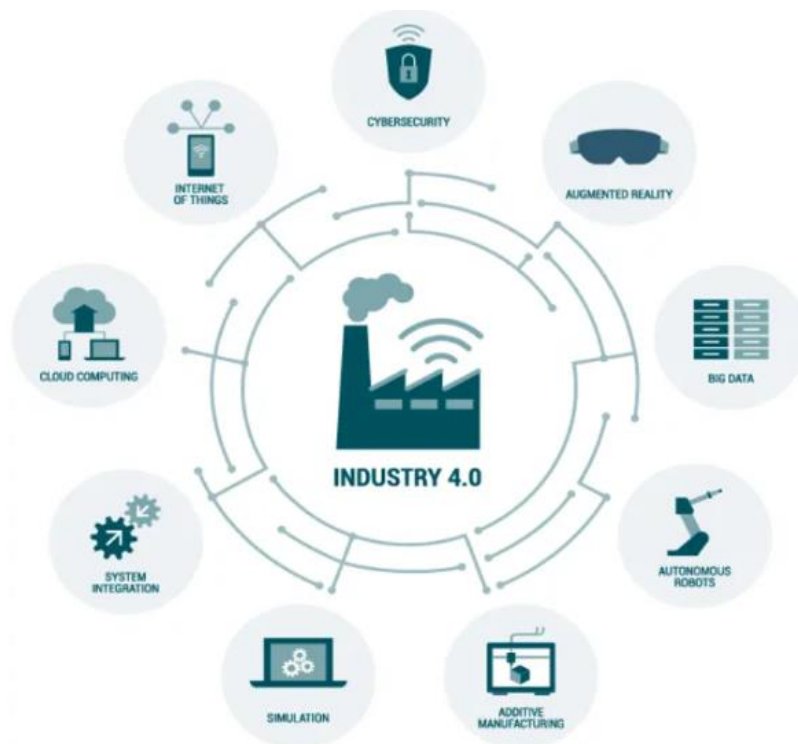 CYBERSECURITY
INTERNET
OF THINGS
AUGMENTED REALITY
CLOUD COMPUTING
BIG DATA
INDUSTRY 4.0
SYSTEM
INTEGRATION
AUTONOMOUS
ROBOTS
SIMULATION
ADDITIVE
MANUFACTURING